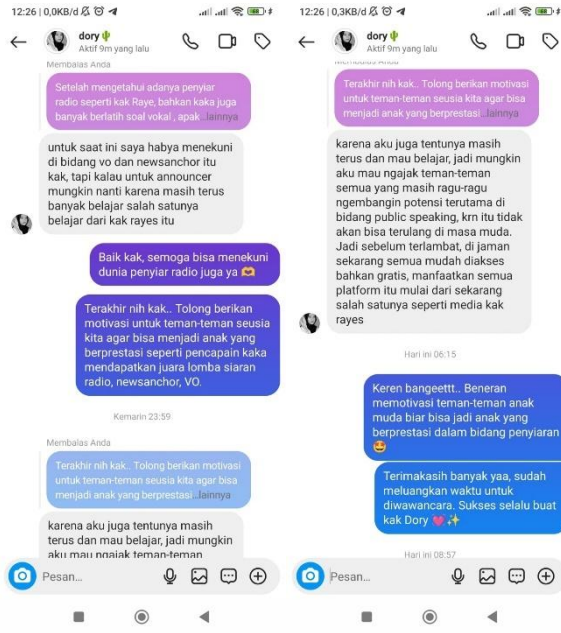 12:26 | 0,0KB/d
dory
Aktif 9m yang lalu
Membalas Anda
Setelah mengetahui adanya penyiar
radio seperti kak Raye, bahkan kaka juga
banyak berlatih soal vokal , apak...lainnya
untuk saat ini saya habya menekuni
di bidang vo dan newsanchor itu
kak, tapi kalau untuk announcer
mungkin nanti karena masih terus
banyak belajar salah satunya
belajar dari kak rayes itu
Baik kak, semoga bisa menekuni
dunia penyiar radio juga ya 🫶
Terakhir nih kak.. Tolong berikan
motivasi untuk teman-teman seusia
kita agar bisa menjadi anak yang
berprestasi seperti pencapain kaka
mendapatkan juara lomba siaran
radio, newsanchor, VO.
Kemarin 23:59
Membalas Anda
Terakhir nih kak.. Tolong berikan motivasi
untuk teman-teman seusia kita agar bisa
menjadi anak yang berprestasi...lainnya
karena aku juga tentunya masih
terus dan mau belajar, jadi mungkin
aku mau ngajak teman-teman
Pesan...
12:26 | 0,3KB/d
dory
Aktif 9m yang lalu
Membalas Anda
Terakhir nih kak.. Tolong berikan motivasi
untuk teman-teman seusia kita agar bisa
menjadi anak yang berprestasi...lainnya
karena aku juga tentunya masih
terus dan mau belajar, jadi mungkin
aku mau ngajak teman-teman
semua yang masih ragu-ragu
ngembangin potensi terutama di
bidang public speaking, krn itu tidak
akan bisa terulang di masa muda.
Jadi sebelum terlambat, di jaman
sekarang semua mudah diakses
bahkan gratis, manfaatkan semua
platform itu mulai dari sekarang
salah satunya seperti media kak
rayes
Hari ini 06:15
Keren bangeettt.. Beneran
memotivasi teman-teman anak
muda biar bisa jadi anak yang
berprestasi dalam bidang penyiaran
🤩
Terimakasih banyak yaa, sudah
meluangkan waktu untuk
diwawancara. Sukses selalu buat
kak Dory 💓✨
Hari ini 08:57
Pesan...